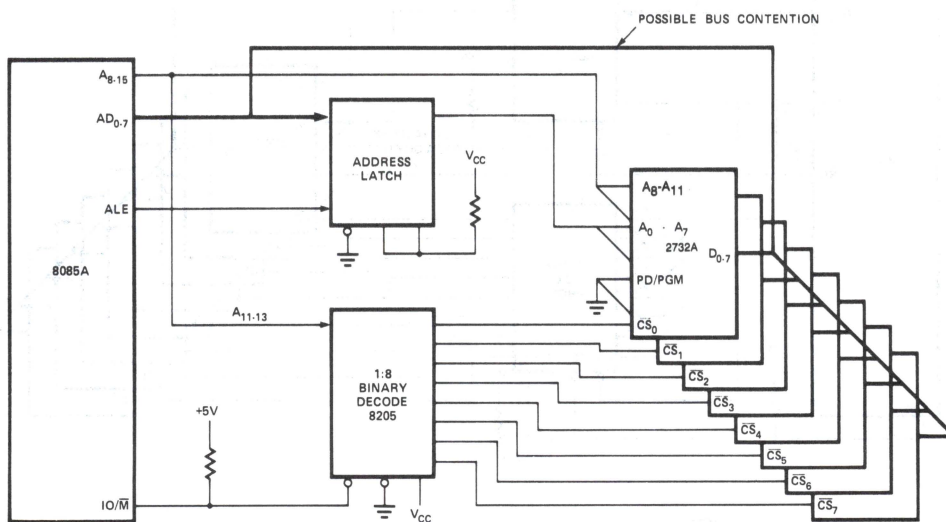 POSSIBLE BUS CONTENTION
A8-15
AD0-7
ALE
8085A
ADDRESS
LATCH
VCC
A8-A11
A0 · A7
2732A
D0-7
PD/PGM
A11-13
CS0
CS1
CS2
CS3
CS4
CS5
CS6
CS7
1:8
BINARY
DECODE
8205
+5V
IO/M
VCC